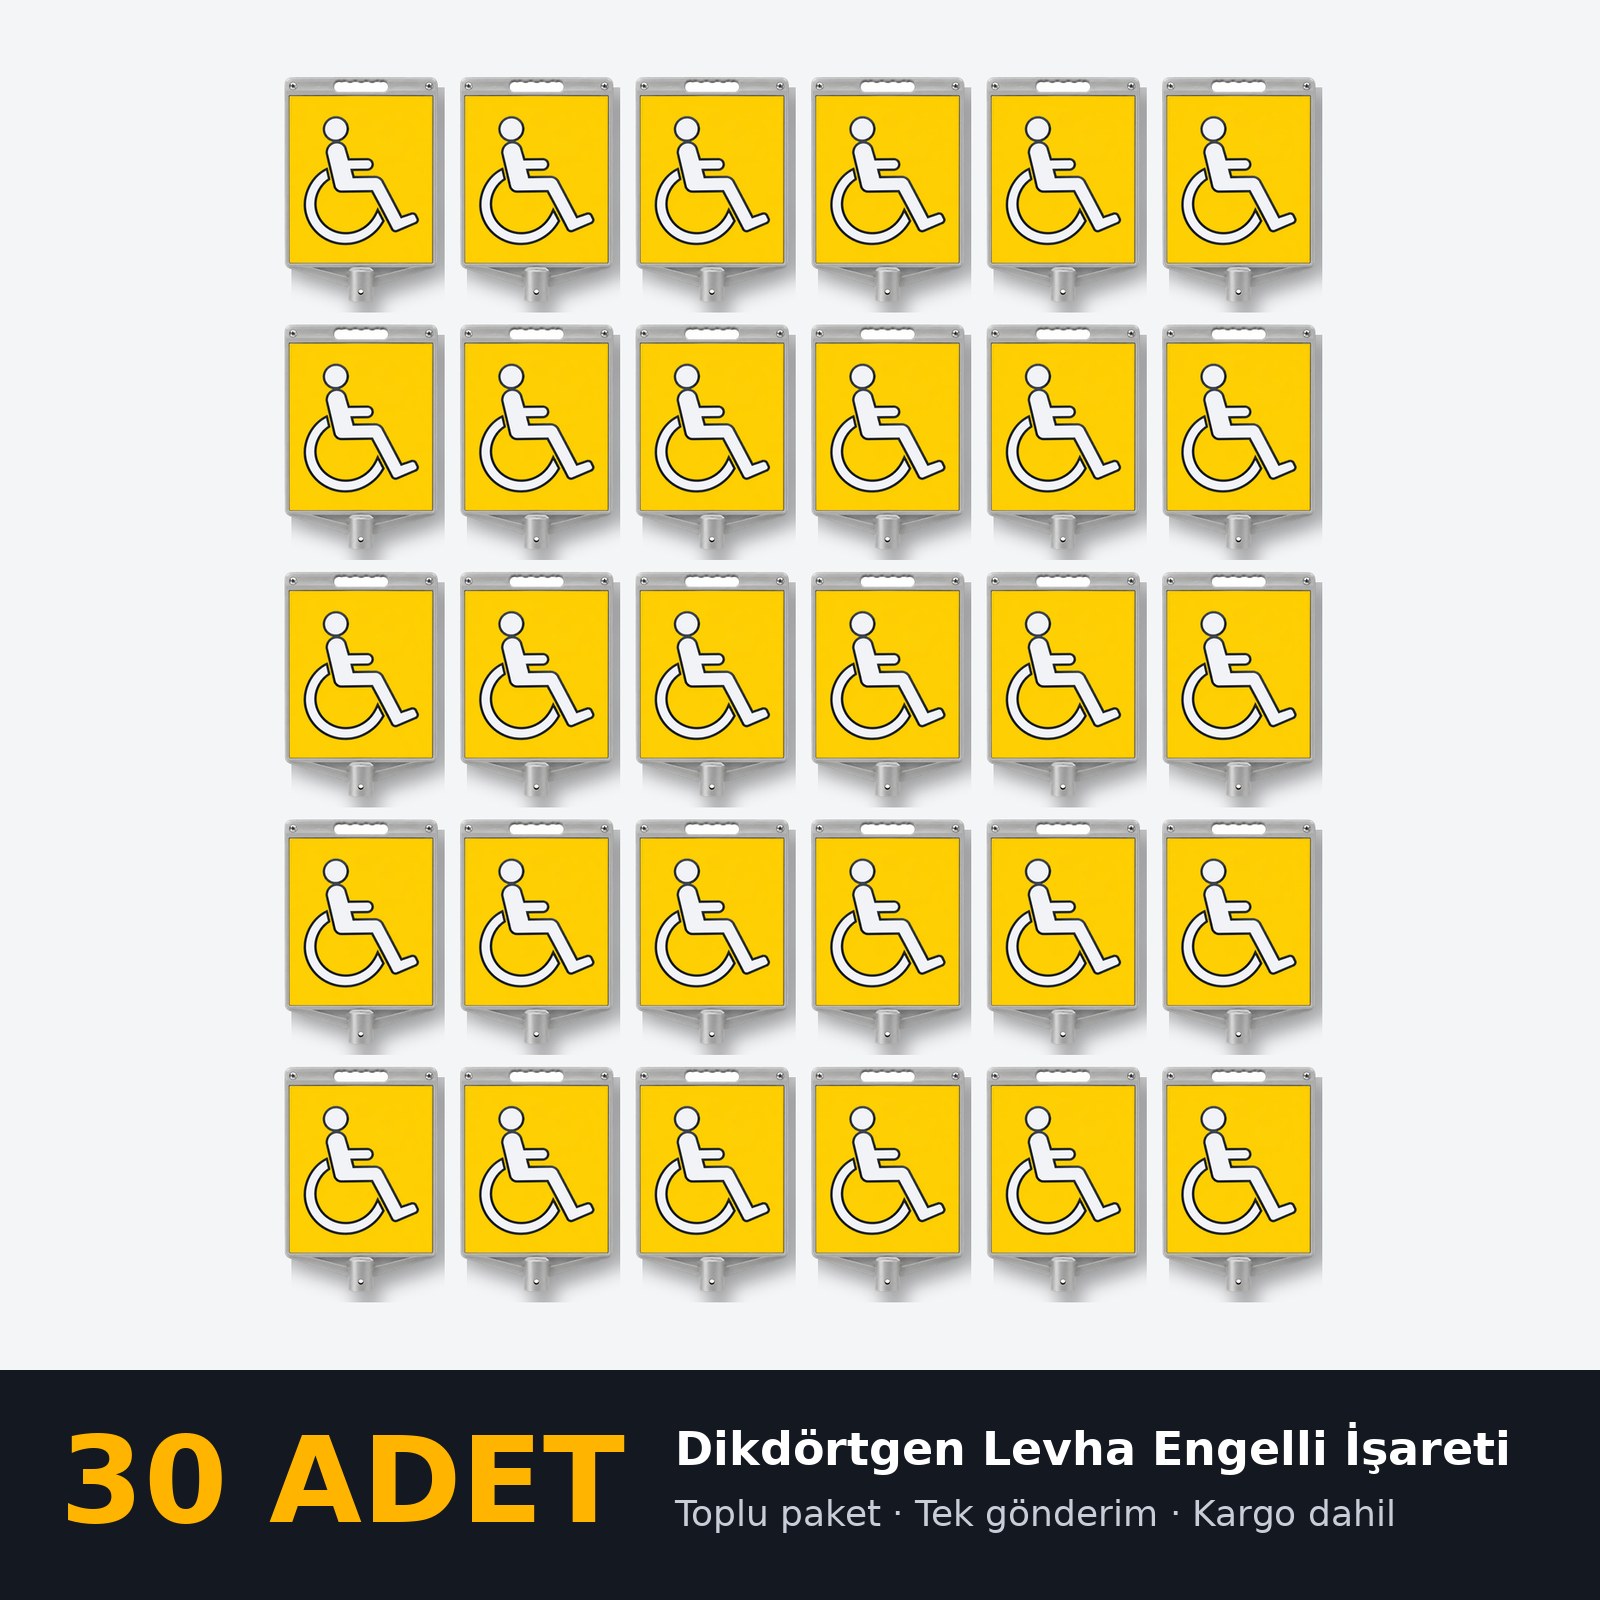 30 ADET
Dikdörtgen Levha Engelli İşareti
Toplu paket · Tek gönderim · Kargo dahil